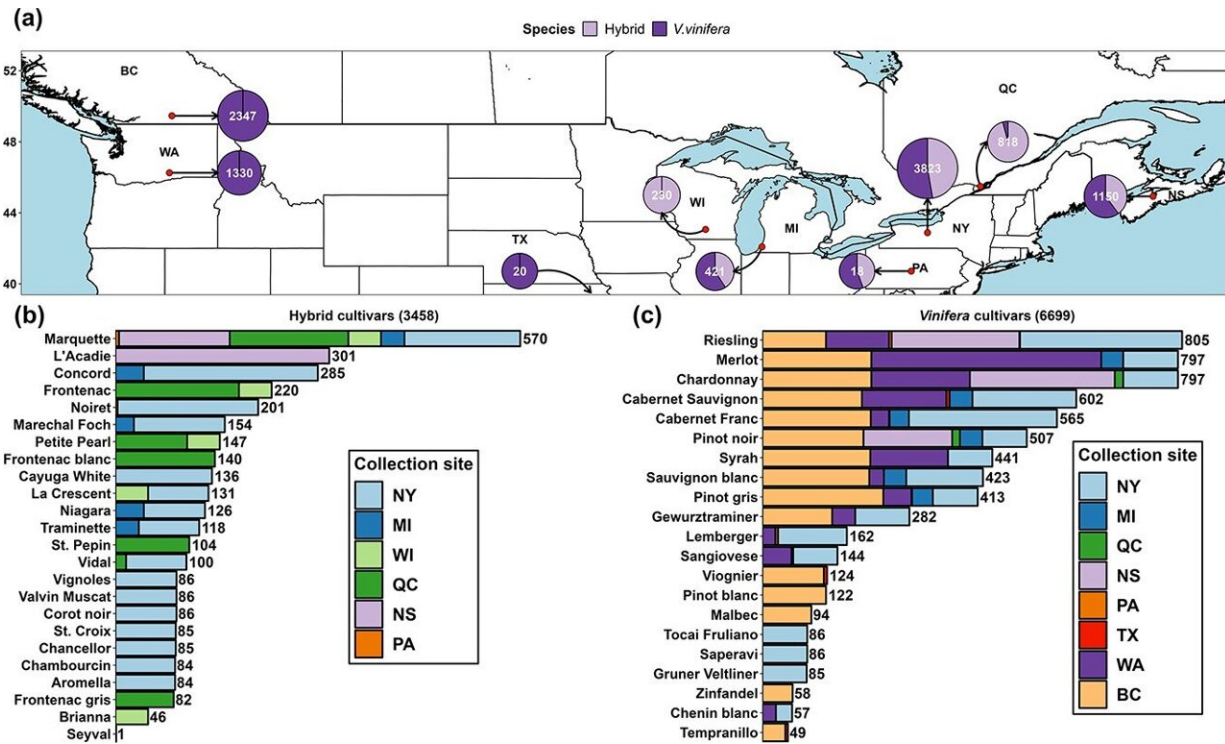 (a)
Species Hybrid V.vinifera
52
48
44
40
BC
2347
WA
1330
TX
20
230
WI
421
MI
3823
QC
818
NY
18
PA
1150
NS
(b)
Hybrid cultivars (3458)
Marquette 570
L'Acadie 301
Concord 285
Frontenac 220
Noiret 201
Marechal Foch 154
Petite Pearl 147
Frontenac blanc 140
Cayuga White 136
La Crescent 131
Niagara 126
Traminette 118
St. Pepin 104
Vidal 100
Vignoles 86
Valvin Muscat 86
Corot noir 86
St. Croix 85
Chancellor 85
Chambourcin 84
Aromella 84
Frontenac gris 82
Brianna 46
Seyval 1
Collection site
NY
MI
WI
QC
NS
PA
(c)
Vinifera cultivars (6699)
Riesling 805
Merlot 797
Chardonnay 797
Cabernet Sauvignon 602
Cabernet Franc 565
Pinot noir 507
Syrah 441
Sauvignon blanc 423
Pinot gris 413
Gewurztraminer 282
Lemberger 162
Sangiovese 144
Viognier 124
Pinot blanc 122
Malbec 94
Tocai Fruliano 86
Saperavi 86
Gruner Veltliner 85
Zinfandel 58
Chenin blanc 57
Tempranillo 49
Collection site
NY
MI
QC
NS
PA
TX
WA
BC